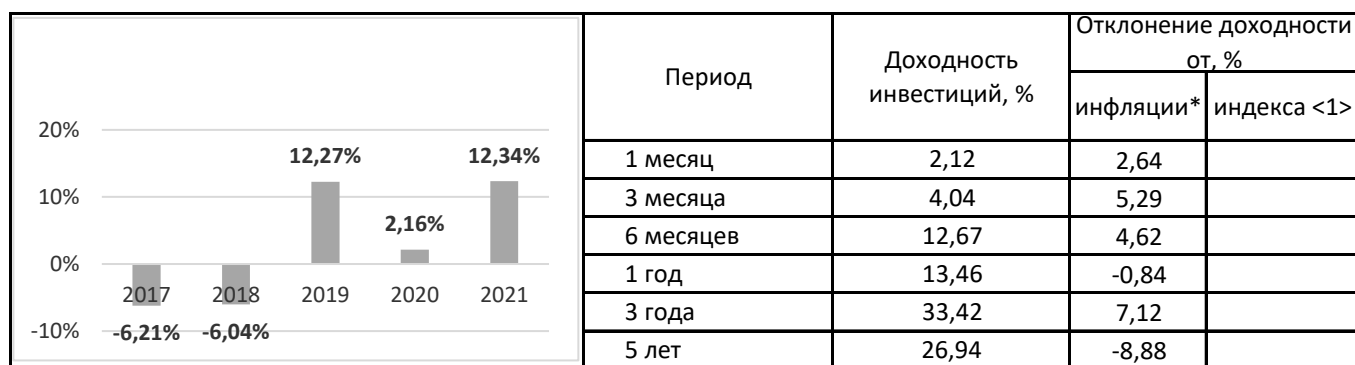 20%
10%
0%
-10%
12,27%
12,34%
2,16%
2017 2018 2019 2020 2021
-6,21% -6,04%
Период
Доходность
инвестиций, %
Отклонение доходности
от, %
инфляции* индекса <1>
1 месяц 2,12 2,64
3 месяца 4,04 5,29
6 месяцев 12,67 4,62
1 год 13,46 -0,84
3 года 33,42 7,12
5 лет 26,94 -8,88